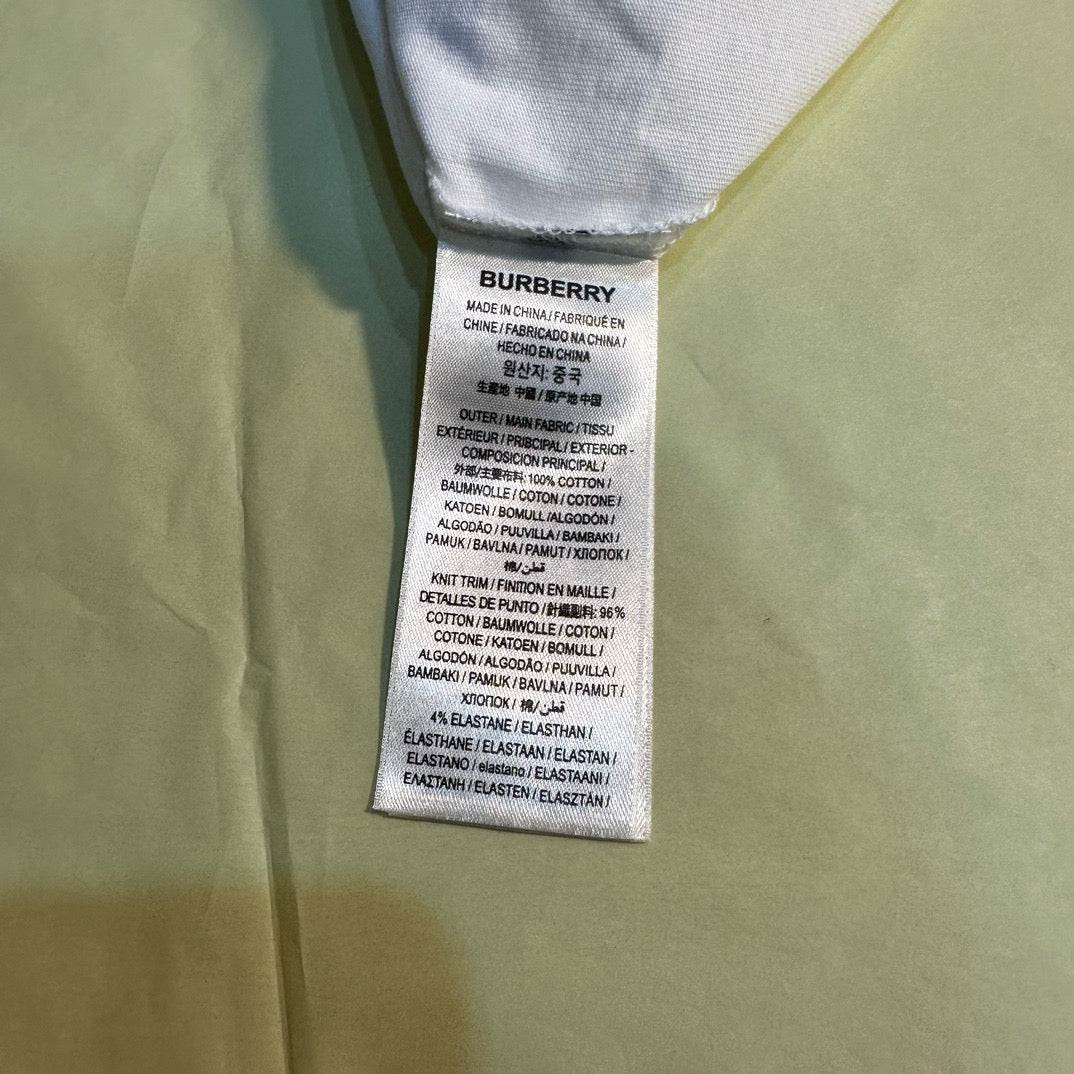 BURBERRY
MADE IN CHINA / FABRIQUÉ EN
CHINE / FABRICADO NA CHINA /
HECHO EN CHINA
원산지: 중국
生産地 中國 / 原产地 中国
OUTER / MAIN FABRIC / TISSU
EXTÉRIEUR / PRIBCIPAL / EXTERIOR -
COMPOSICION PRINCIPAL /
外部/主要布料: 100% COTTON /
BAUMWOLLE / COTON / COTONE /
KATOEN / BOMULL /ALGODÓN /
ALGODÃO / PUUVILLA / BAMBAKI /
PAMUK / BAVLNA / PAMUT / ХЛОПОК /
棉/قطن
KNIT TRIM / FINITION EN MAILLE /
DETALLES DE PUNTO /針織副料: 96%
COTTON / BAUMWOLLE / COTON /
COTONE / KATOEN / BOMULL /
ALGODÓN / ALGODÃO / PUUVILLA /
BAMBAKI / PAMUK / BAVLNA / PAMUT /
ХЛОПОК / 棉/قطن
4% ELASTANE / ELASTHAN /
ÉLASTHANE / ELASTAAN / ELASTAN /
ELASTANO / elastano / ELASTAANI /
ΕΛΑΣΤΑΝΗ / ELASTEN / ELASZTÁN /